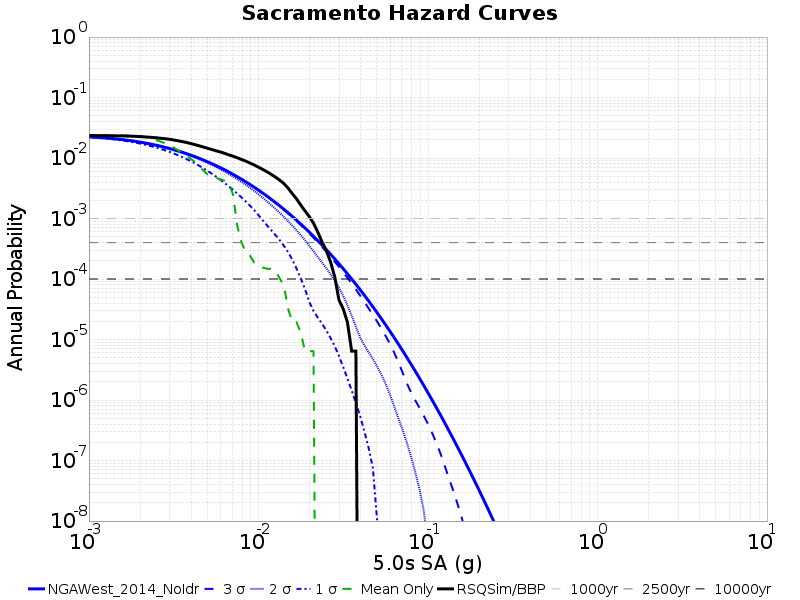 Sacramento Hazard Curves
Annual Probability
10^0
10^-1
10^-2
10^-3
10^-4
10^-5
10^-6
10^-7
10^-8
10^-3 10^-2 10^-1 10^0 10^1
5.0s SA (g)
NGAWest_2014_NoIdr 3 σ 2 σ 1 σ Mean Only RSQSim/BBP 1000yr 2500yr 10000yr